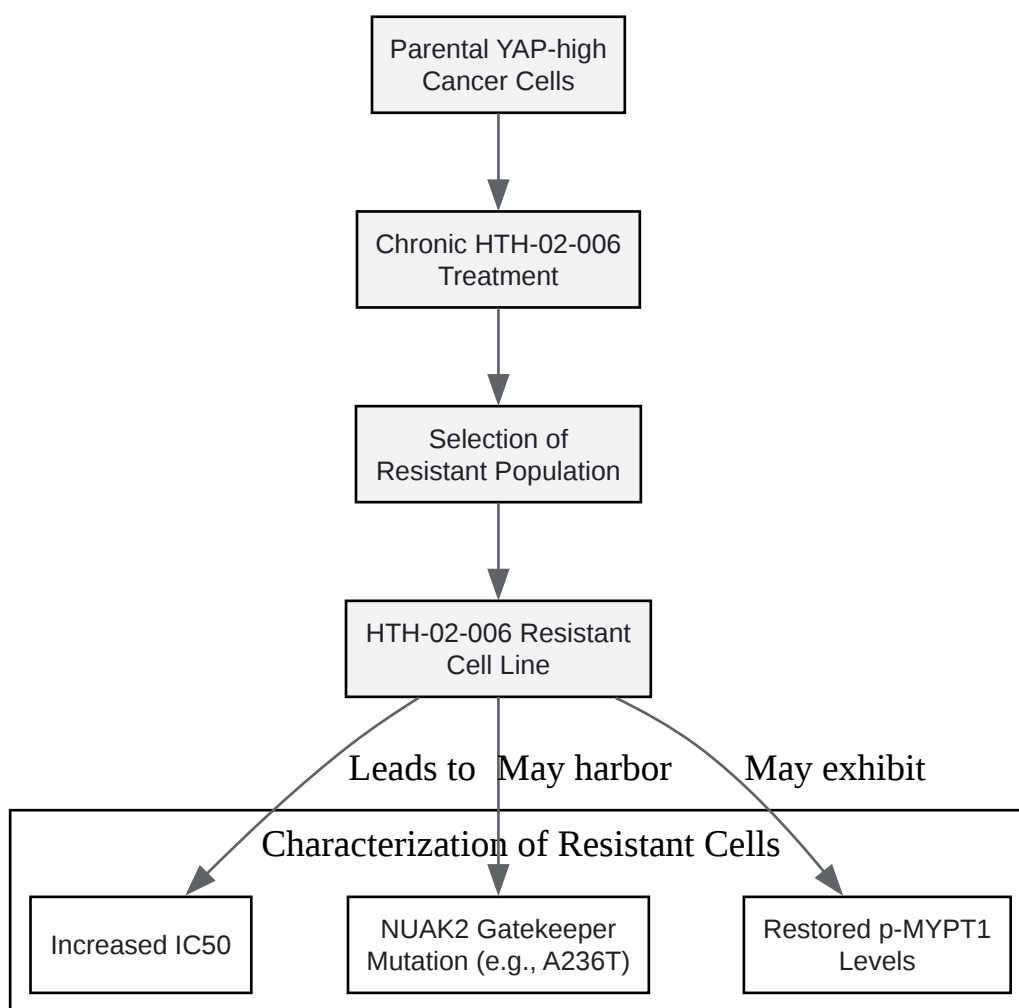 Parental YAP-high
Cancer Cells
Chronic HTH-02-006
Treatment
Selection of
Resistant Population
HTH-02-006 Resistant
Cell Line
Leads to
May harbor
May exhibit
Characterization of Resistant Cells
Increased IC50
NUAK2 Gatekeeper
Mutation (e.g., A236T)
Restored p-MYPT1
Levels